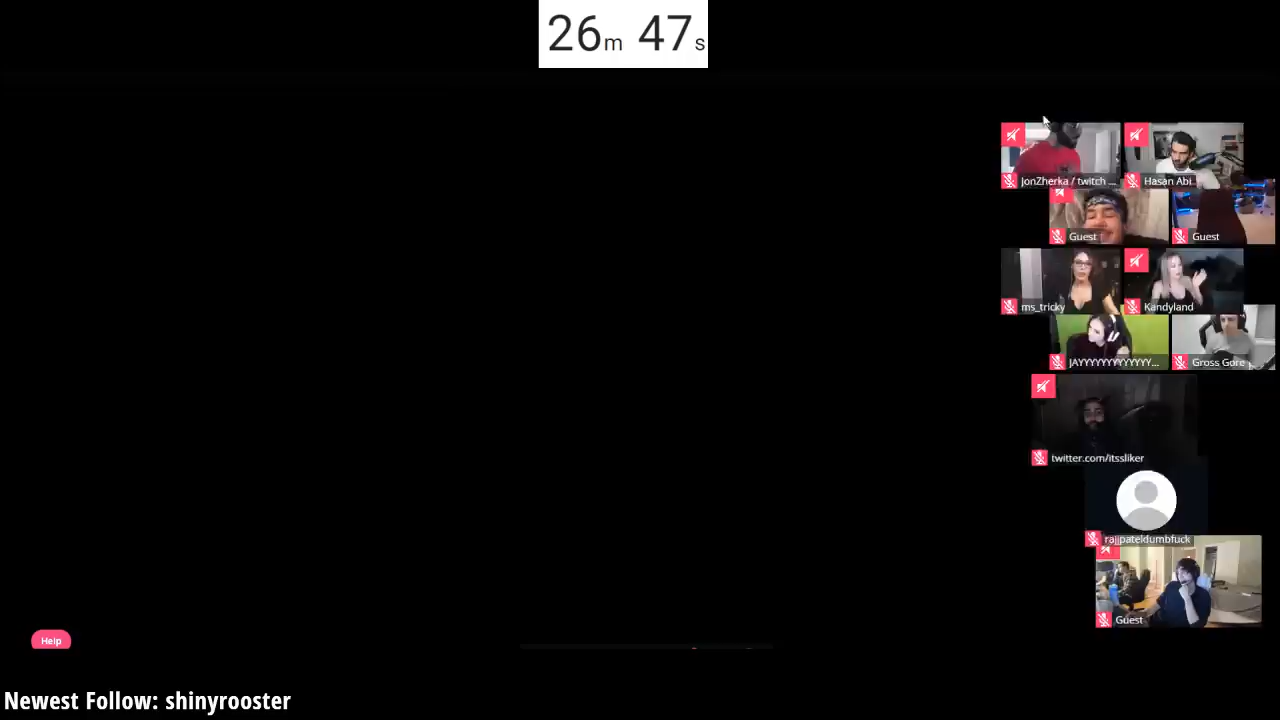 26m 47s
JonZherka / twitch ...
Hasan Abi
Guest
Guest
ms_tricky
Kandyland
JAYYYYYYYYYYYY...
Gross Gore
twitter.com/itssliker
rajjpateldumbfuck
Guest
Help
Newest Follow: shinyrooster